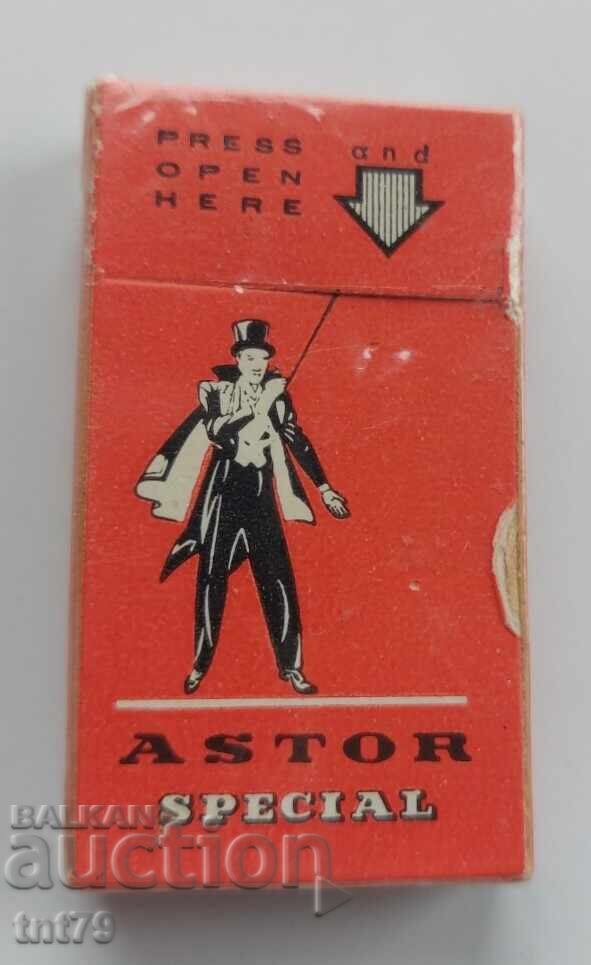 PRESS and
OPEN
HERE
ASTOR
SPECIAL
BALKAN
auction
tnt79